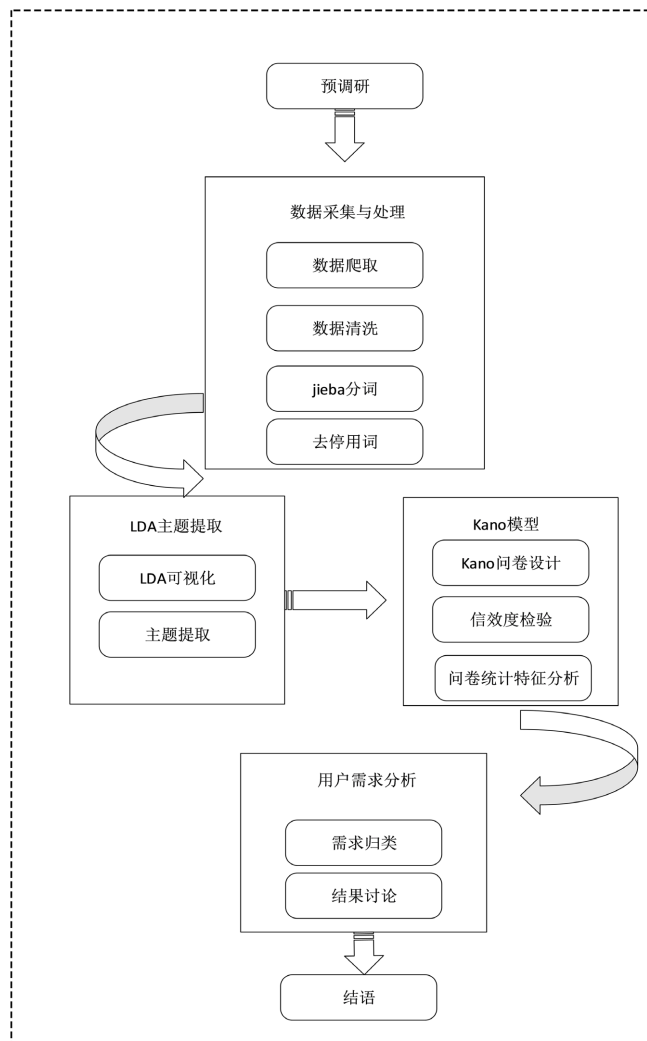 预调研
数据采集与处理
数据爬取
数据清洗
jieba分词
去停用词
LDA主题提取
LDA可视化
主题提取
Kano模型
Kano问卷设计
信效度检验
问卷统计特征分析
用户需求分析
需求归类
结果讨论
结语